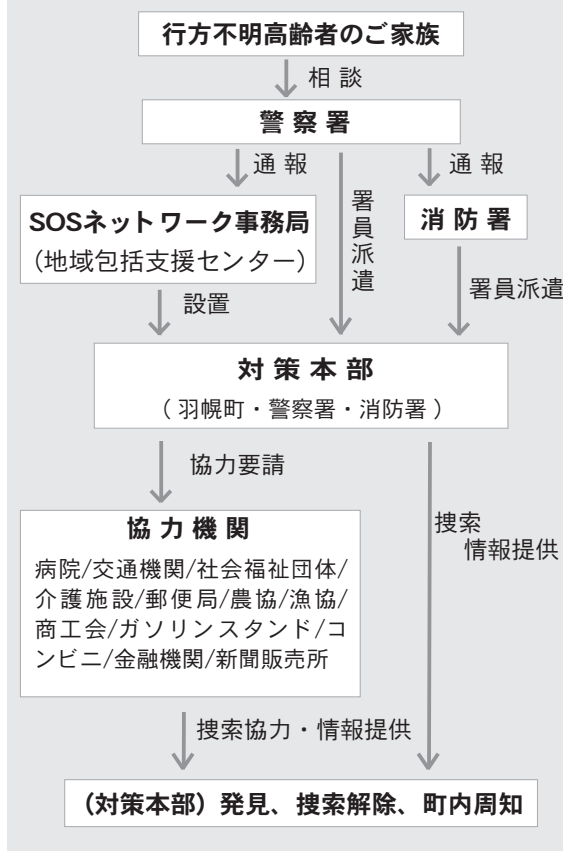 行方不明高齢者のご家族
相談
警察署
通報
通報
署員派遣
SOSネットワーク事務局
(地域包括支援センター)
消防署
設置
署員派遣
対策本部
(羽幌町・警察署・消防署)
協力要請
協力機関
病院/交通機関/社会福祉団体/
介護施設/郵便局/農協/漁協/
商工会/ガソリンスタンド/コ
ンビニ/金融機関/新聞販売所
捜索
情報提供
捜索協力・情報提供
(対策本部)発見、捜索解除、町内周知